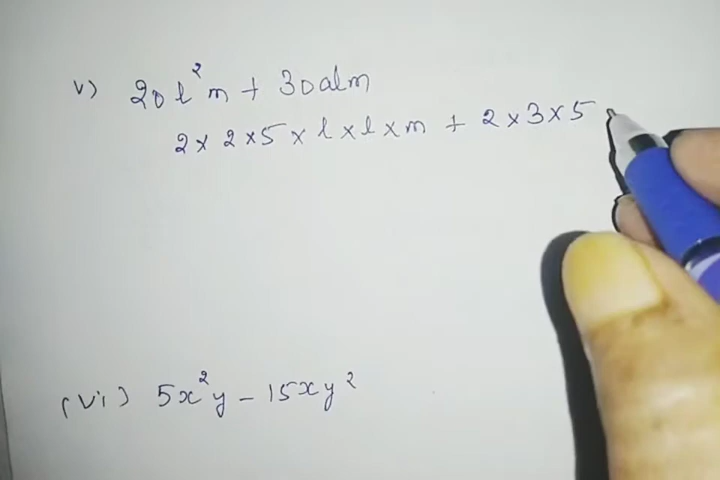 v) 20l²m + 30alm
2 × 2 × 5 × l × l × m + 2 × 3 × 5
(vi) 5x²y - 15xy²